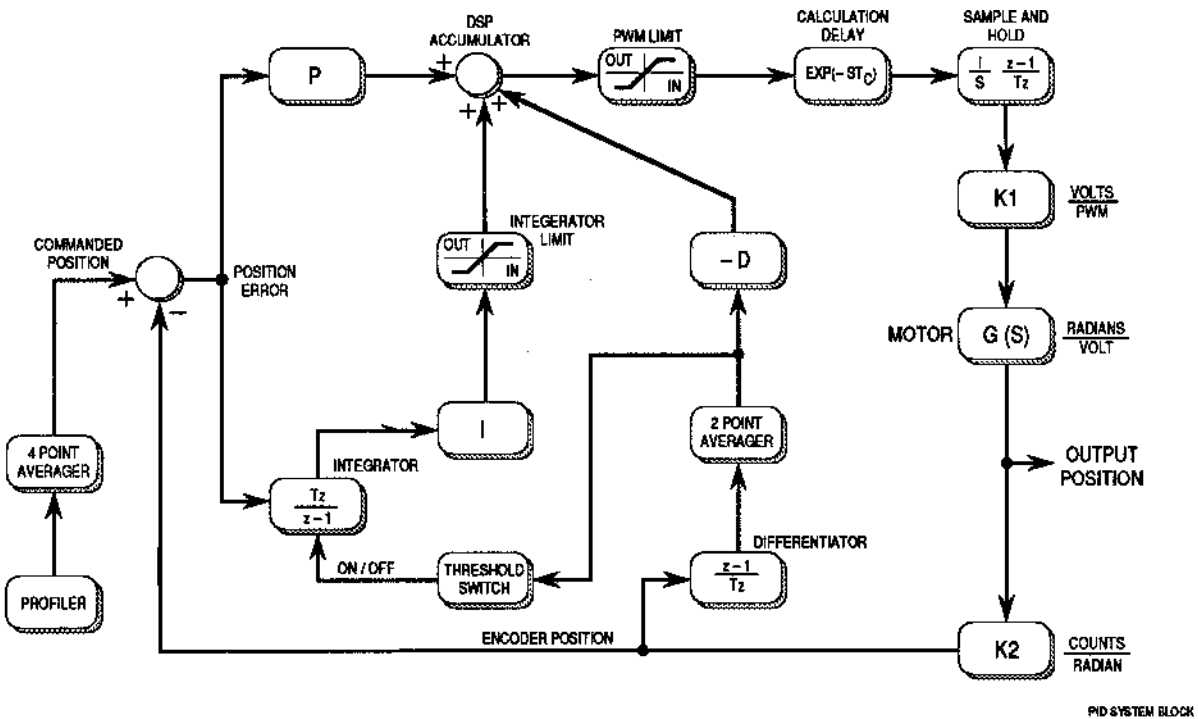 DSP
ACCUMULATOR
PWM LIMIT
CALCULATION
DELAY
SAMPLE AND
HOLD
P
+
+
+
OUT
IN
EXP(-ST_C)
1/S z-1/Tz
K1
VOLTS/PWM
COMMANDED
POSITION
+
-
POSITION
ERROR
OUT
IN
INTEGERATOR
LIMIT
-D
MOTOR
G (S)
RADIANS/VOLT
4 POINT
AVERAGER
I
2 POINT
AVERAGER
INTEGRATOR
OUTPUT
POSITION
Tz/z-1
DIFFERENTIATOR
ON / OFF
THRESHOLD
SWITCH
z-1/Tz
PROFILER
ENCODER POSITION
K2
COUNTS/RADIAN
PID SYSTEM BLOCK